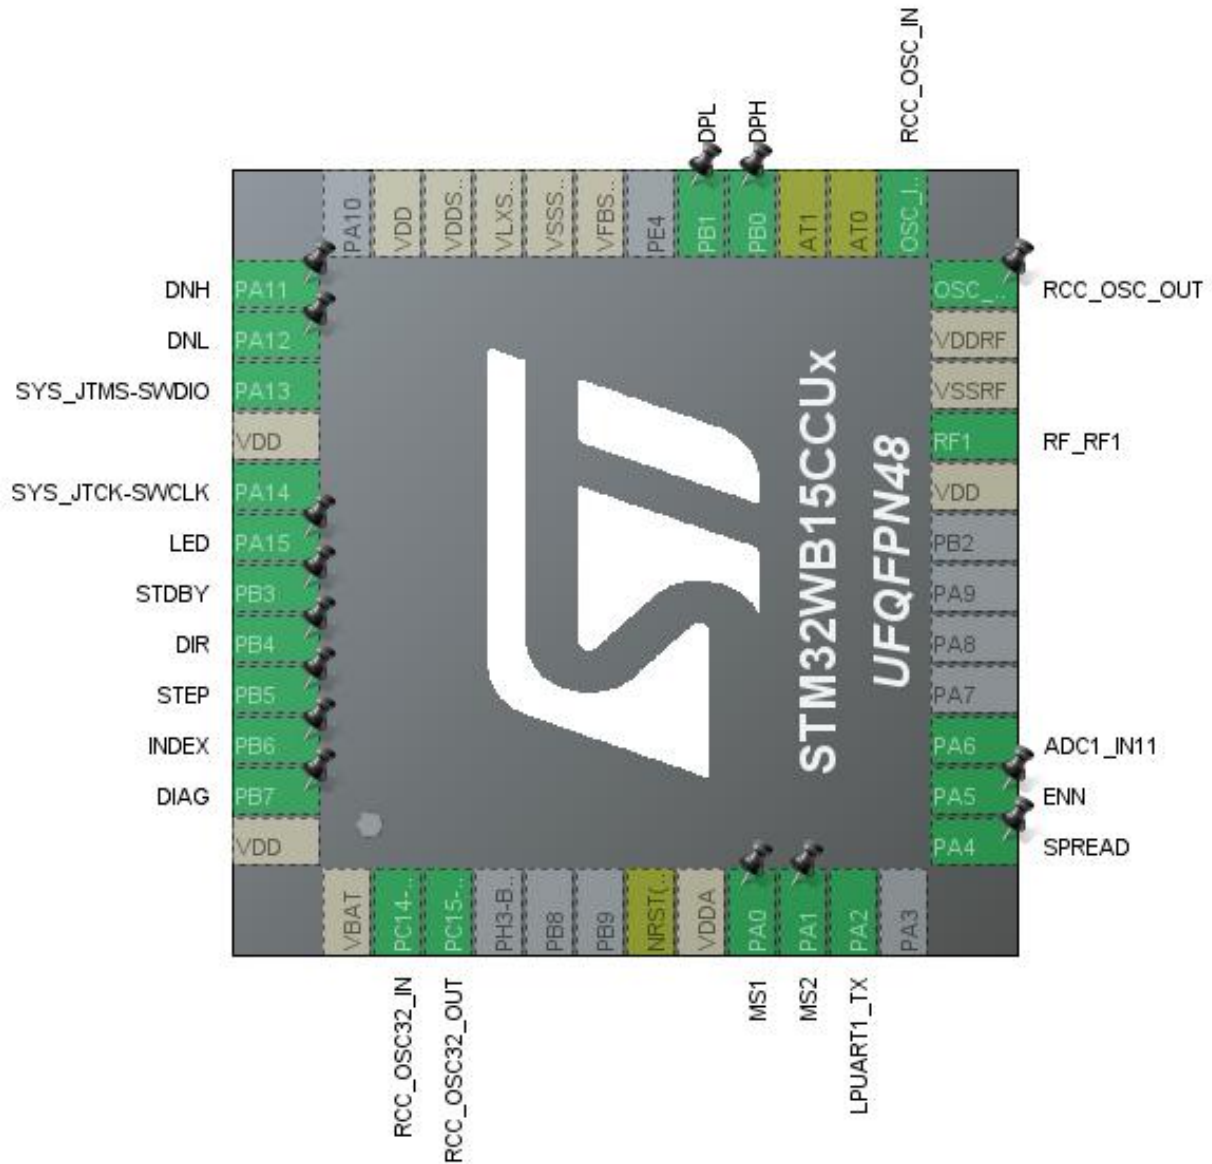 RCC_OSC_IN
DPL
DPH
PA10
VDD
VDDS...
VLXS...
VSSS...
VFBS...
PE4
PB1
PB0
AT1
AT0
OSC_I...
DNH PA11
DNL PA12
SYS_JTMS-SWDIO PA13
VDD
SYS_JTCK-SWCLK PA14
LED PA15
STDBY PB3
DIR PB4
STEP PB5
INDEX PB6
DIAG PB7
VDD
ST
STM32WB15CCUx
UFQFPN48
OSC_... RCC_OSC_OUT
VDDRF
VSSRF
RF1 RF_RF1
VDD
PB2
PA9
PA8
PA7
PA6 ADC1_IN11
PA5 ENN
PA4 SPREAD
VBAT
PC14-...
PC15-...
PH3-B...
PB8
PB9
NRST(...
VDDA
PA0
PA1
PA2
PA3
RCC_OSC32_IN
RCC_OSC32_OUT
MS1
MS2
LPUART1_TX